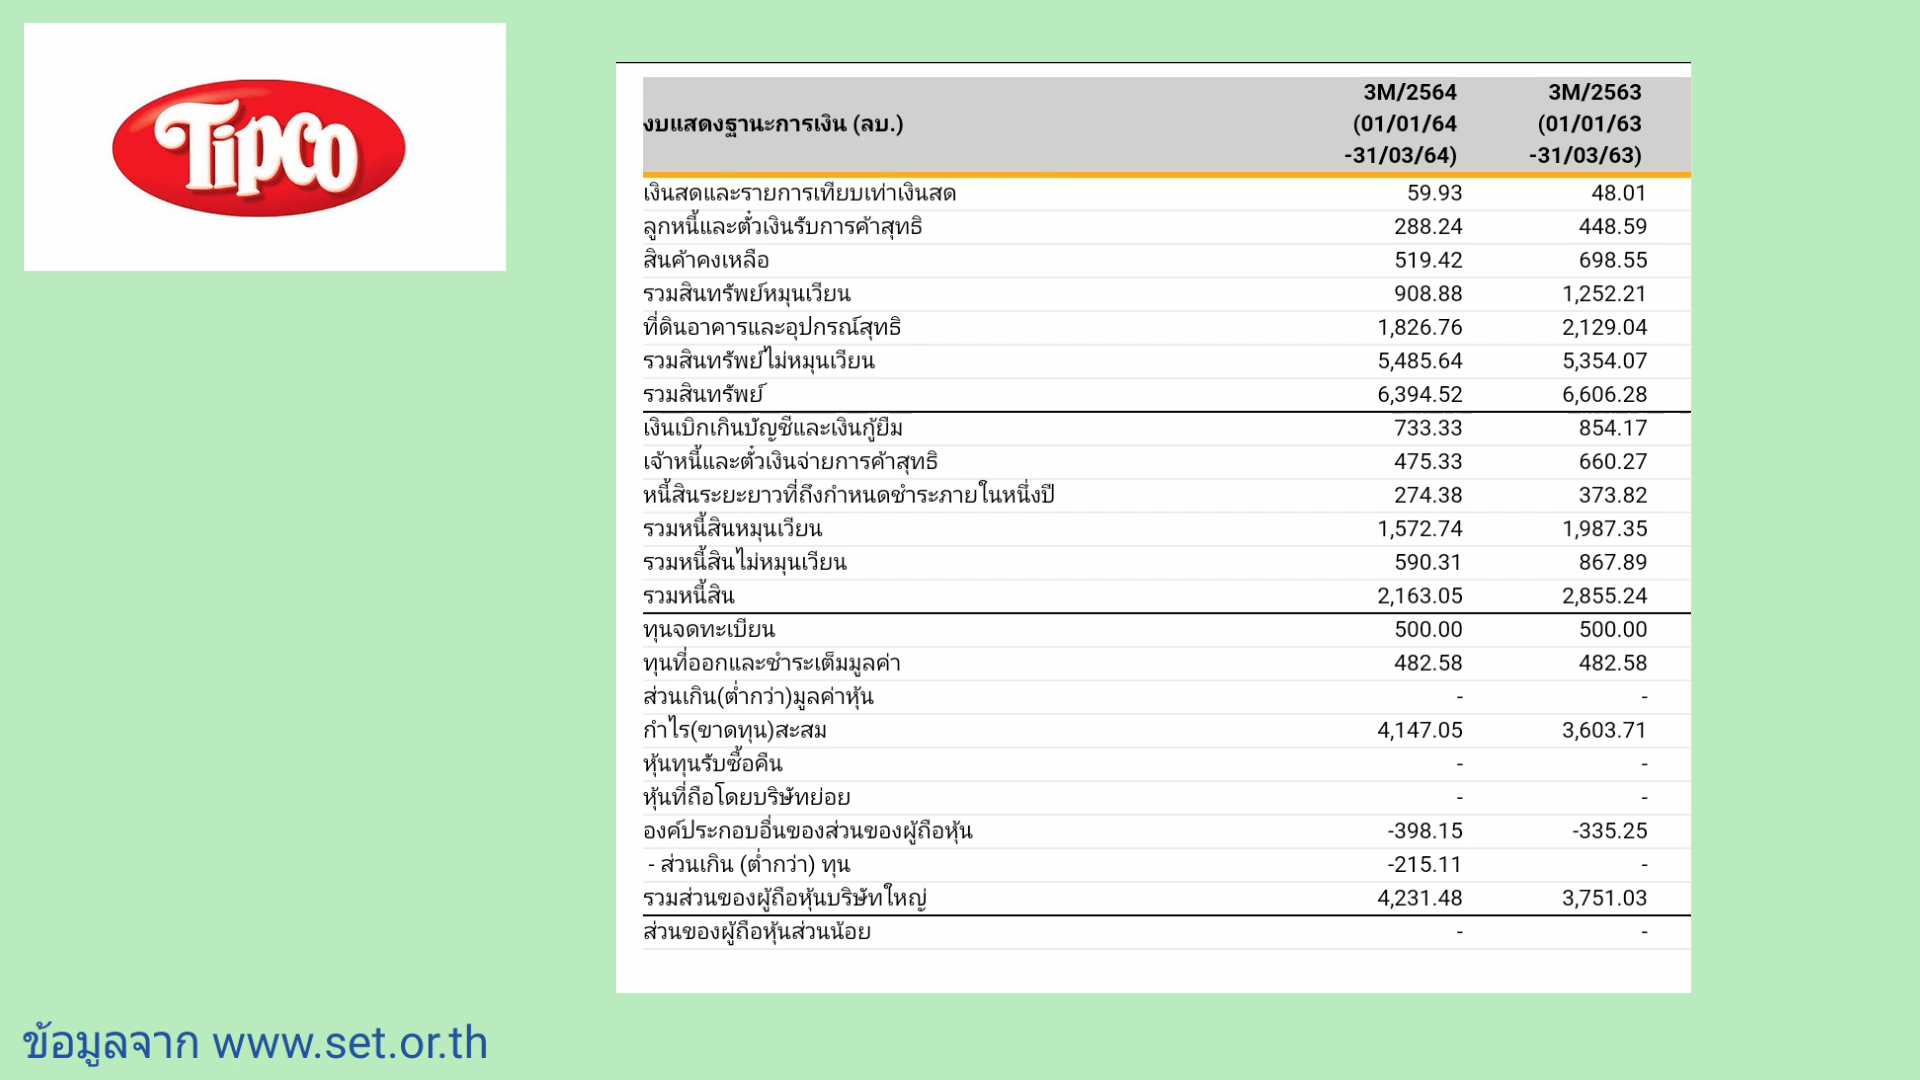 Tipco
งบแสดงฐานะการเงิน (ลบ.) 3M/2564 (01/01/64 -31/03/64) 3M/2563 (01/01/63 -31/03/63)
เงินสดและรายการเทียบเท่าเงินสด 59.93 48.01
ลูกหนี้และตั๋วเงินรับการค้าสุทธิ 288.24 448.59
สินค้าคงเหลือ 519.42 698.55
รวมสินทรัพย์หมุนเวียน 908.88 1,252.21
ที่ดินอาคารและอุปกรณ์สุทธิ 1,826.76 2,129.04
รวมสินทรัพย์ไม่หมุนเวียน 5,485.64 5,354.07
รวมสินทรัพย์ 6,394.52 6,606.28
เงินเบิกเกินบัญชีและเงินกู้ยืม 733.33 854.17
เจ้าหนี้และตั๋วเงินจ่ายการค้าสุทธิ 475.33 660.27
หนี้สินระยะยาวที่ถึงกำหนดชำระภายในหนึ่งปี 274.38 373.82
รวมหนี้สินหมุนเวียน 1,572.74 1,987.35
รวมหนี้สินไม่หมุนเวียน 590.31 867.89
รวมหนี้สิน 2,163.05 2,855.24
ทุนจดทะเบียน 500.00 500.00
ทุนที่ออกและชำระเต็มมูลค่า 482.58 482.58
ส่วนเกิน(ต่ำกว่า)มูลค่าหุ้น - -
กำไร(ขาดทุน)สะสม 4,147.05 3,603.71
หุ้นทุนรับซื้อคืน - -
หุ้นที่ถือโดยบริษัทย่อย - -
องค์ประกอบอื่นของส่วนของผู้ถือหุ้น -398.15 -335.25
- ส่วนเกิน (ต่ำกว่า) ทุน -215.11 -
รวมส่วนของผู้ถือหุ้นบริษัทใหญ่ 4,231.48 3,751.03
ส่วนของผู้ถือหุ้นส่วนน้อย - -
ข้อมูลจาก www.set.or.th